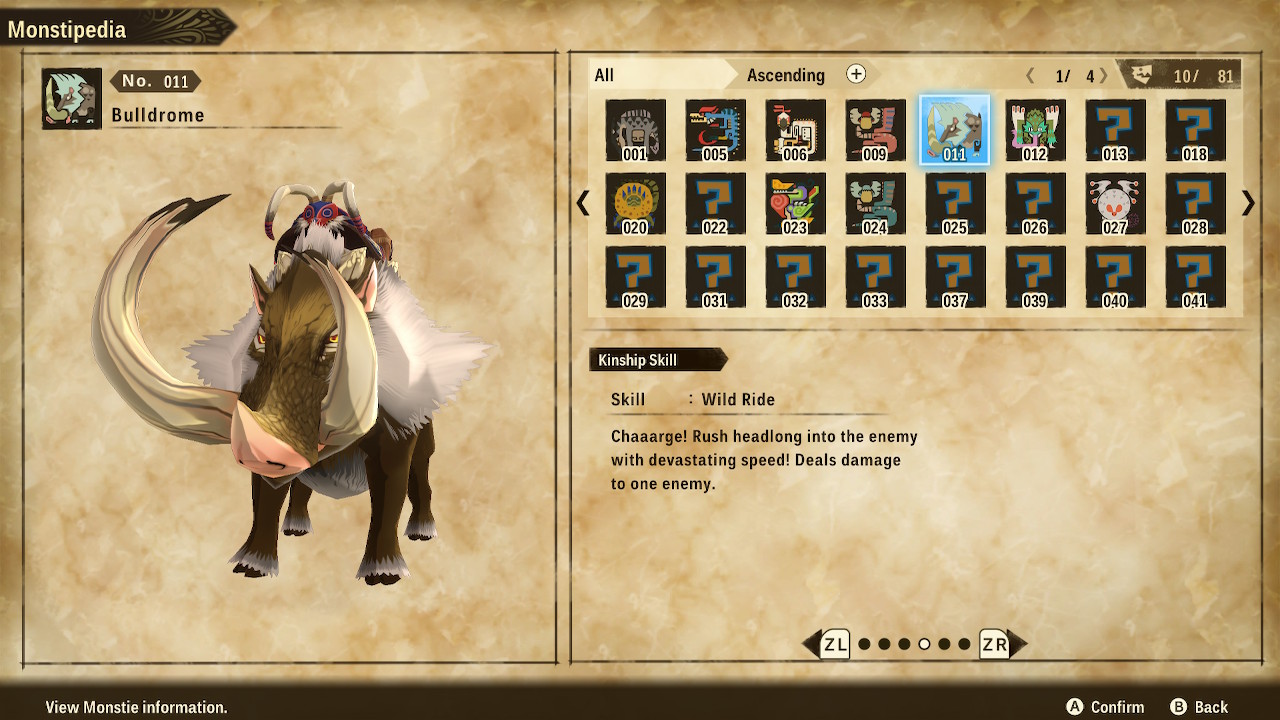 Monstipedia
No. 011
Bulldrome
All
Ascending
1/ 4
10/ 81
001 005 006 009 011 012 013 018
020 022 023 024 025 026 027 028
029 031 032 033 037 039 040 041
Kinship Skill
Skill : Wild Ride
Chaaarge! Rush headlong into the enemy
with devastating speed! Deals damage
to one enemy.
ZL ZR
View Monstie information.
A Confirm B Back